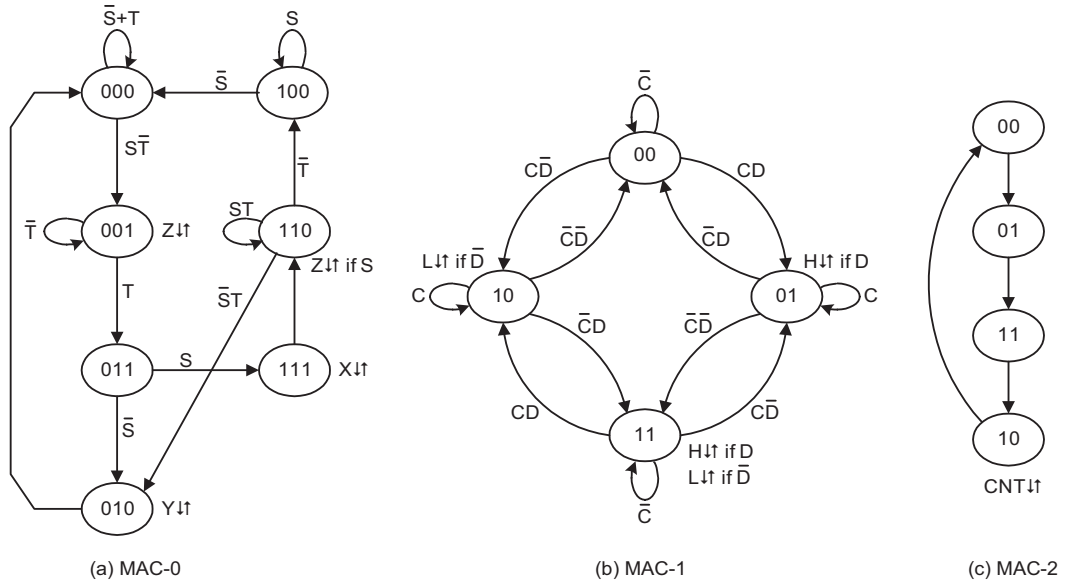 S̅+T
000
S
100
S̅
ST̅
T̅
001
Z↓↑
T
011
S
S̅
010
Y↓↑
ST
110
Z↓↑ if S
T̅
S̅T
111
X↓↑
(a) MAC-0
C̅
00
CD̅
CD
C̅D̅
C̅D
L↓↑ if D̅
C
10
H↓↑ if D
01
C
C̅D
C̅D̅
CD
CD̅
11
H↓↑ if D
L↓↑ if D̅
C̅
(b) MAC-1
00
01
11
10
CNT↓↑
(c) MAC-2